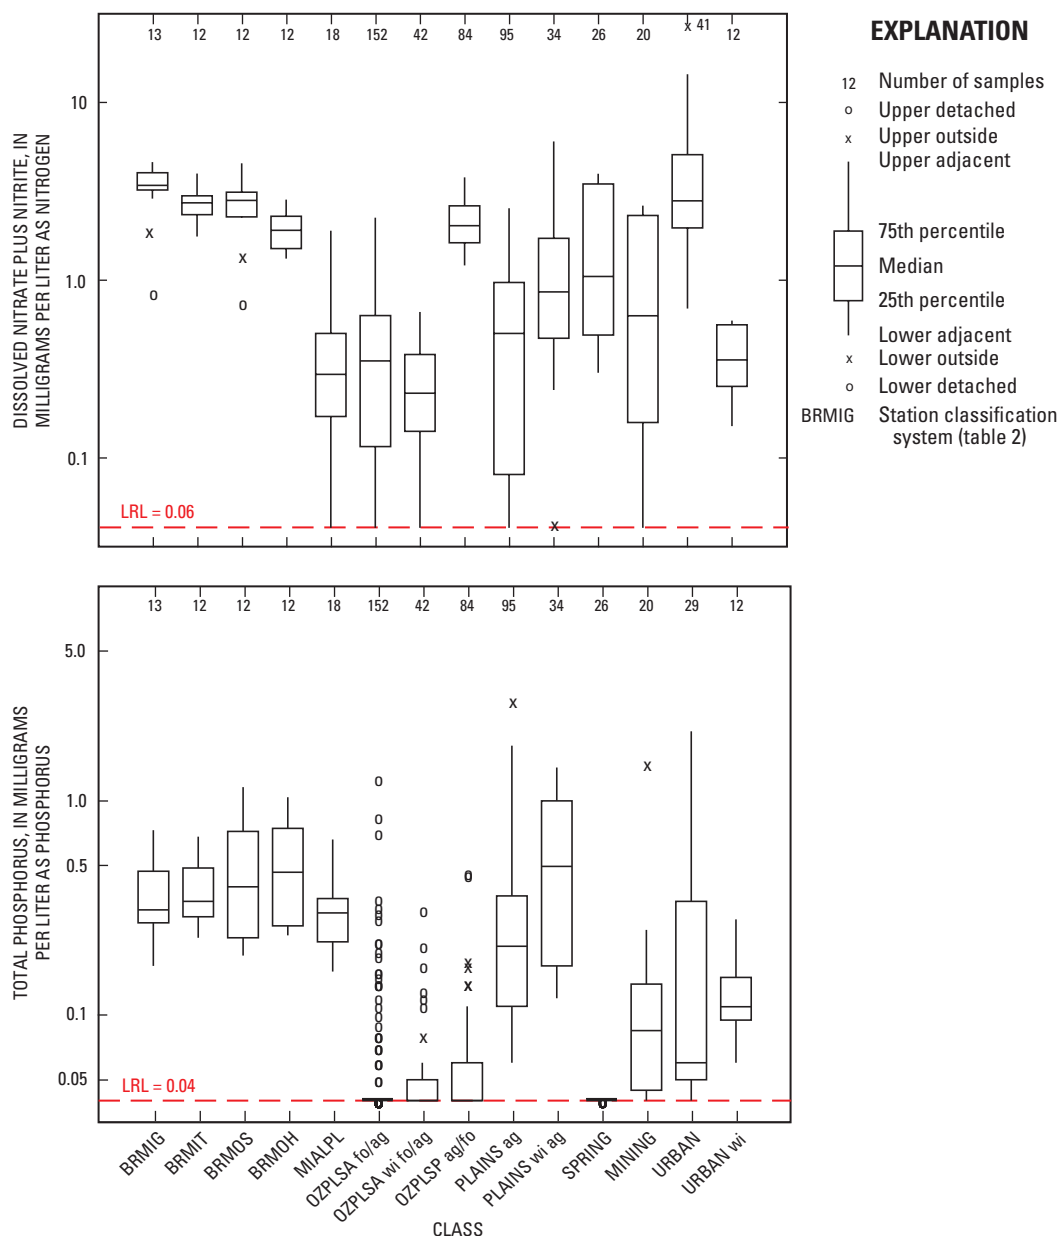 13 12 12 12 18 152 42 84 95 34 26 20 x 41 12
10
1.0
0.1
DISSOLVED NITRATE PLUS NITRITE, IN
MILLIGRAMS PER LITER AS NITROGEN
LRL = 0.06
EXPLANATION
12 Number of samples
o Upper detached
x Upper outside
Upper adjacent
75th percentile
Median
25th percentile
Lower adjacent
x Lower outside
o Lower detached
BRMIG Station classification
system (table 2)
13 12 12 12 18 152 42 84 95 34 26 20 29 12
5.0
1.0
0.5
0.1
0.05
TOTAL PHOSPHORUS, IN MILLIGRAMS
PER LITER AS PHOSPHORUS
LRL = 0.04
BRMIG
BRMIT
BRMOS
BRMOH
MIALPL
OZPLSA fo/ag
OZPLSA wi fo/ag
OZPLSP ag/fo
PLAINS ag
PLAINS wi ag
SPRING
MINING
URBAN
URBAN wi
CLASS